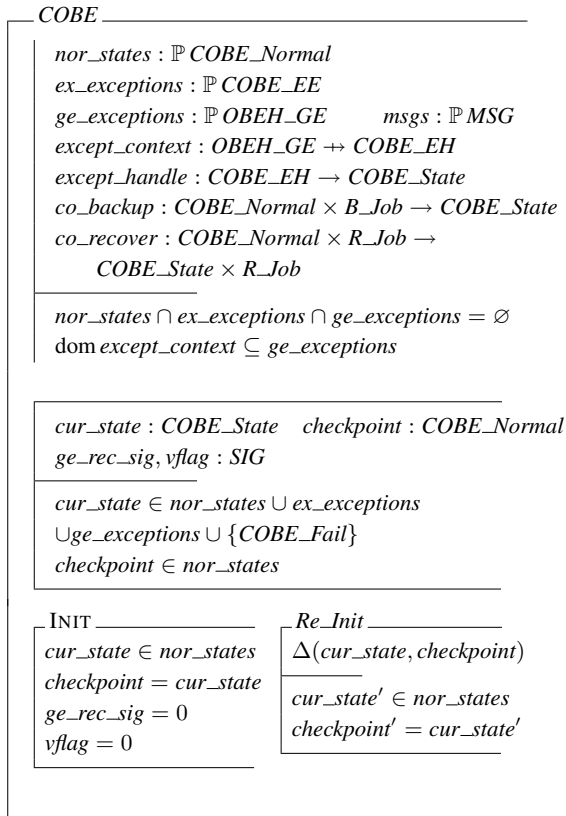 COBE
nor_states : ℙ COBE_Normal
ex_exceptions : ℙ COBE_EE
ge_exceptions : ℙ OBEH_GE msgs : ℙ MSG
except_context : OBEH_GE ⇸ COBE_EH
except_handle : COBE_EH → COBE_State
co_backup : COBE_Normal × B_Job → COBE_State
co_recover : COBE_Normal × R_Job →
COBE_State × R_Job
nor_states ∩ ex_exceptions ∩ ge_exceptions = ∅
dom except_context ⊆ ge_exceptions
cur_state : COBE_State checkpoint : COBE_Normal
ge_rec_sig, vflag : SIG
cur_state ∈ nor_states ∪ ex_exceptions
∪ge_exceptions ∪ {COBE_Fail}
checkpoint ∈ nor_states
INIT
cur_state ∈ nor_states
checkpoint = cur_state
ge_rec_sig = 0
vflag = 0
Re_Init
Δ(cur_state, checkpoint)
cur_state′ ∈ nor_states
checkpoint′ = cur_state′